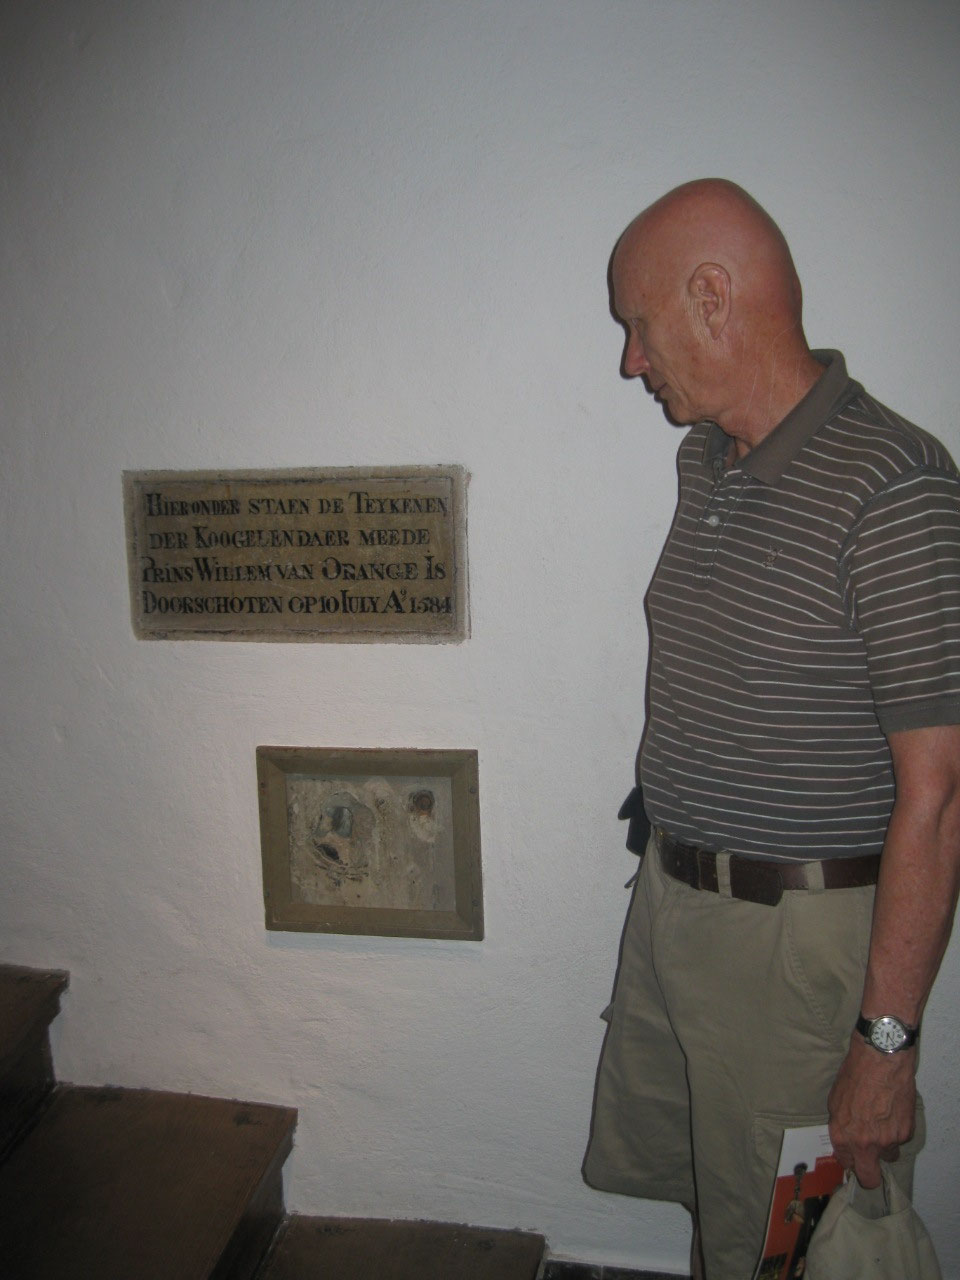 HIERONDER STAEN DE TEYKENEN
DER KOOGELEN DAER MEEDE
PRINS WILLEM VAN ORANGE IS
DOORSCHOTEN OP 10 IULY Aº 1584